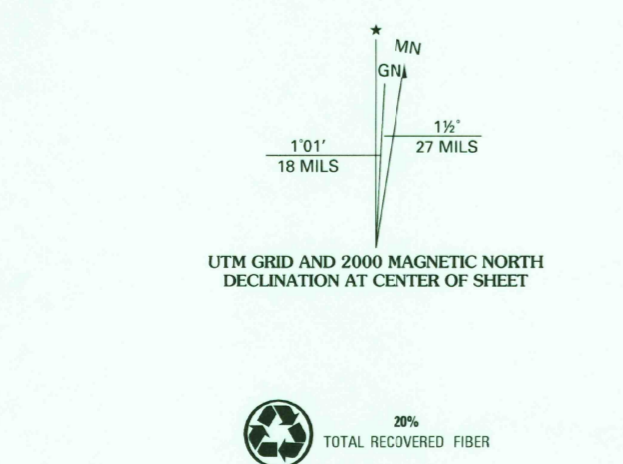 ★
MN
GN
1°01′
18 MILS
1½°
27 MILS
UTM GRID AND 2000 MAGNETIC NORTH
DECLINATION AT CENTER OF SHEET
20%
TOTAL RECOVERED FIBER